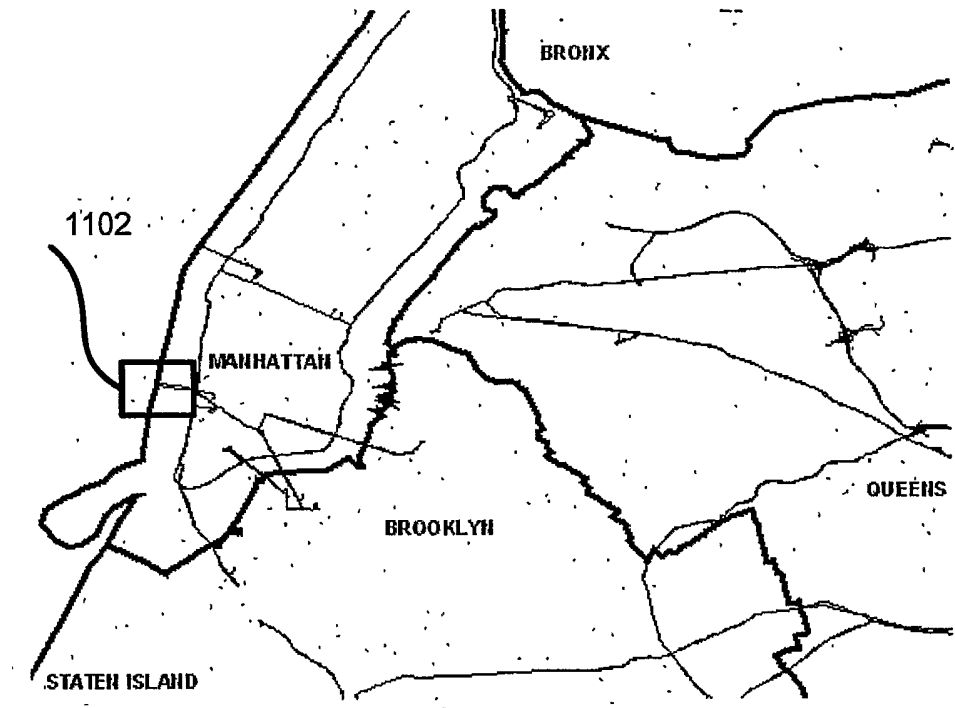 BRONX
1102
MANHATTAN
QUEENS
BROOKLYN
STATEN ISLAND